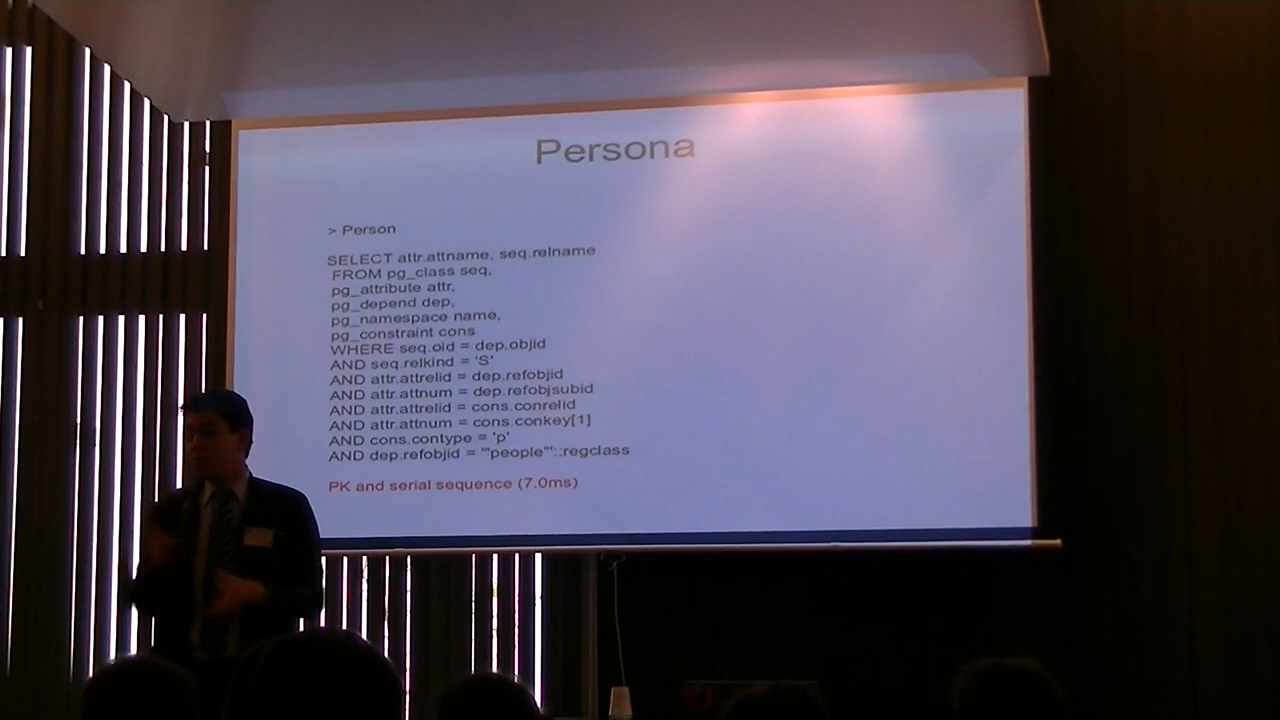 Persona
> Person
SELECT attr.attname, seq.relname
FROM pg_class seq,
pg_attribute attr,
pg_depend dep,
pg_namespace name,
pg_constraint cons
WHERE seq.oid = dep.objid
AND seq.relkind = 'S'
AND attr.attrelid = dep.refobjid
AND attr.attnum = dep.refobjsubid
AND attr.attrelid = cons.conrelid
AND attr.attnum = cons.conkey[1]
AND cons.contype = 'p'
AND dep.refobjid = '"people"'::regclass
PK and serial sequence (7.0ms)